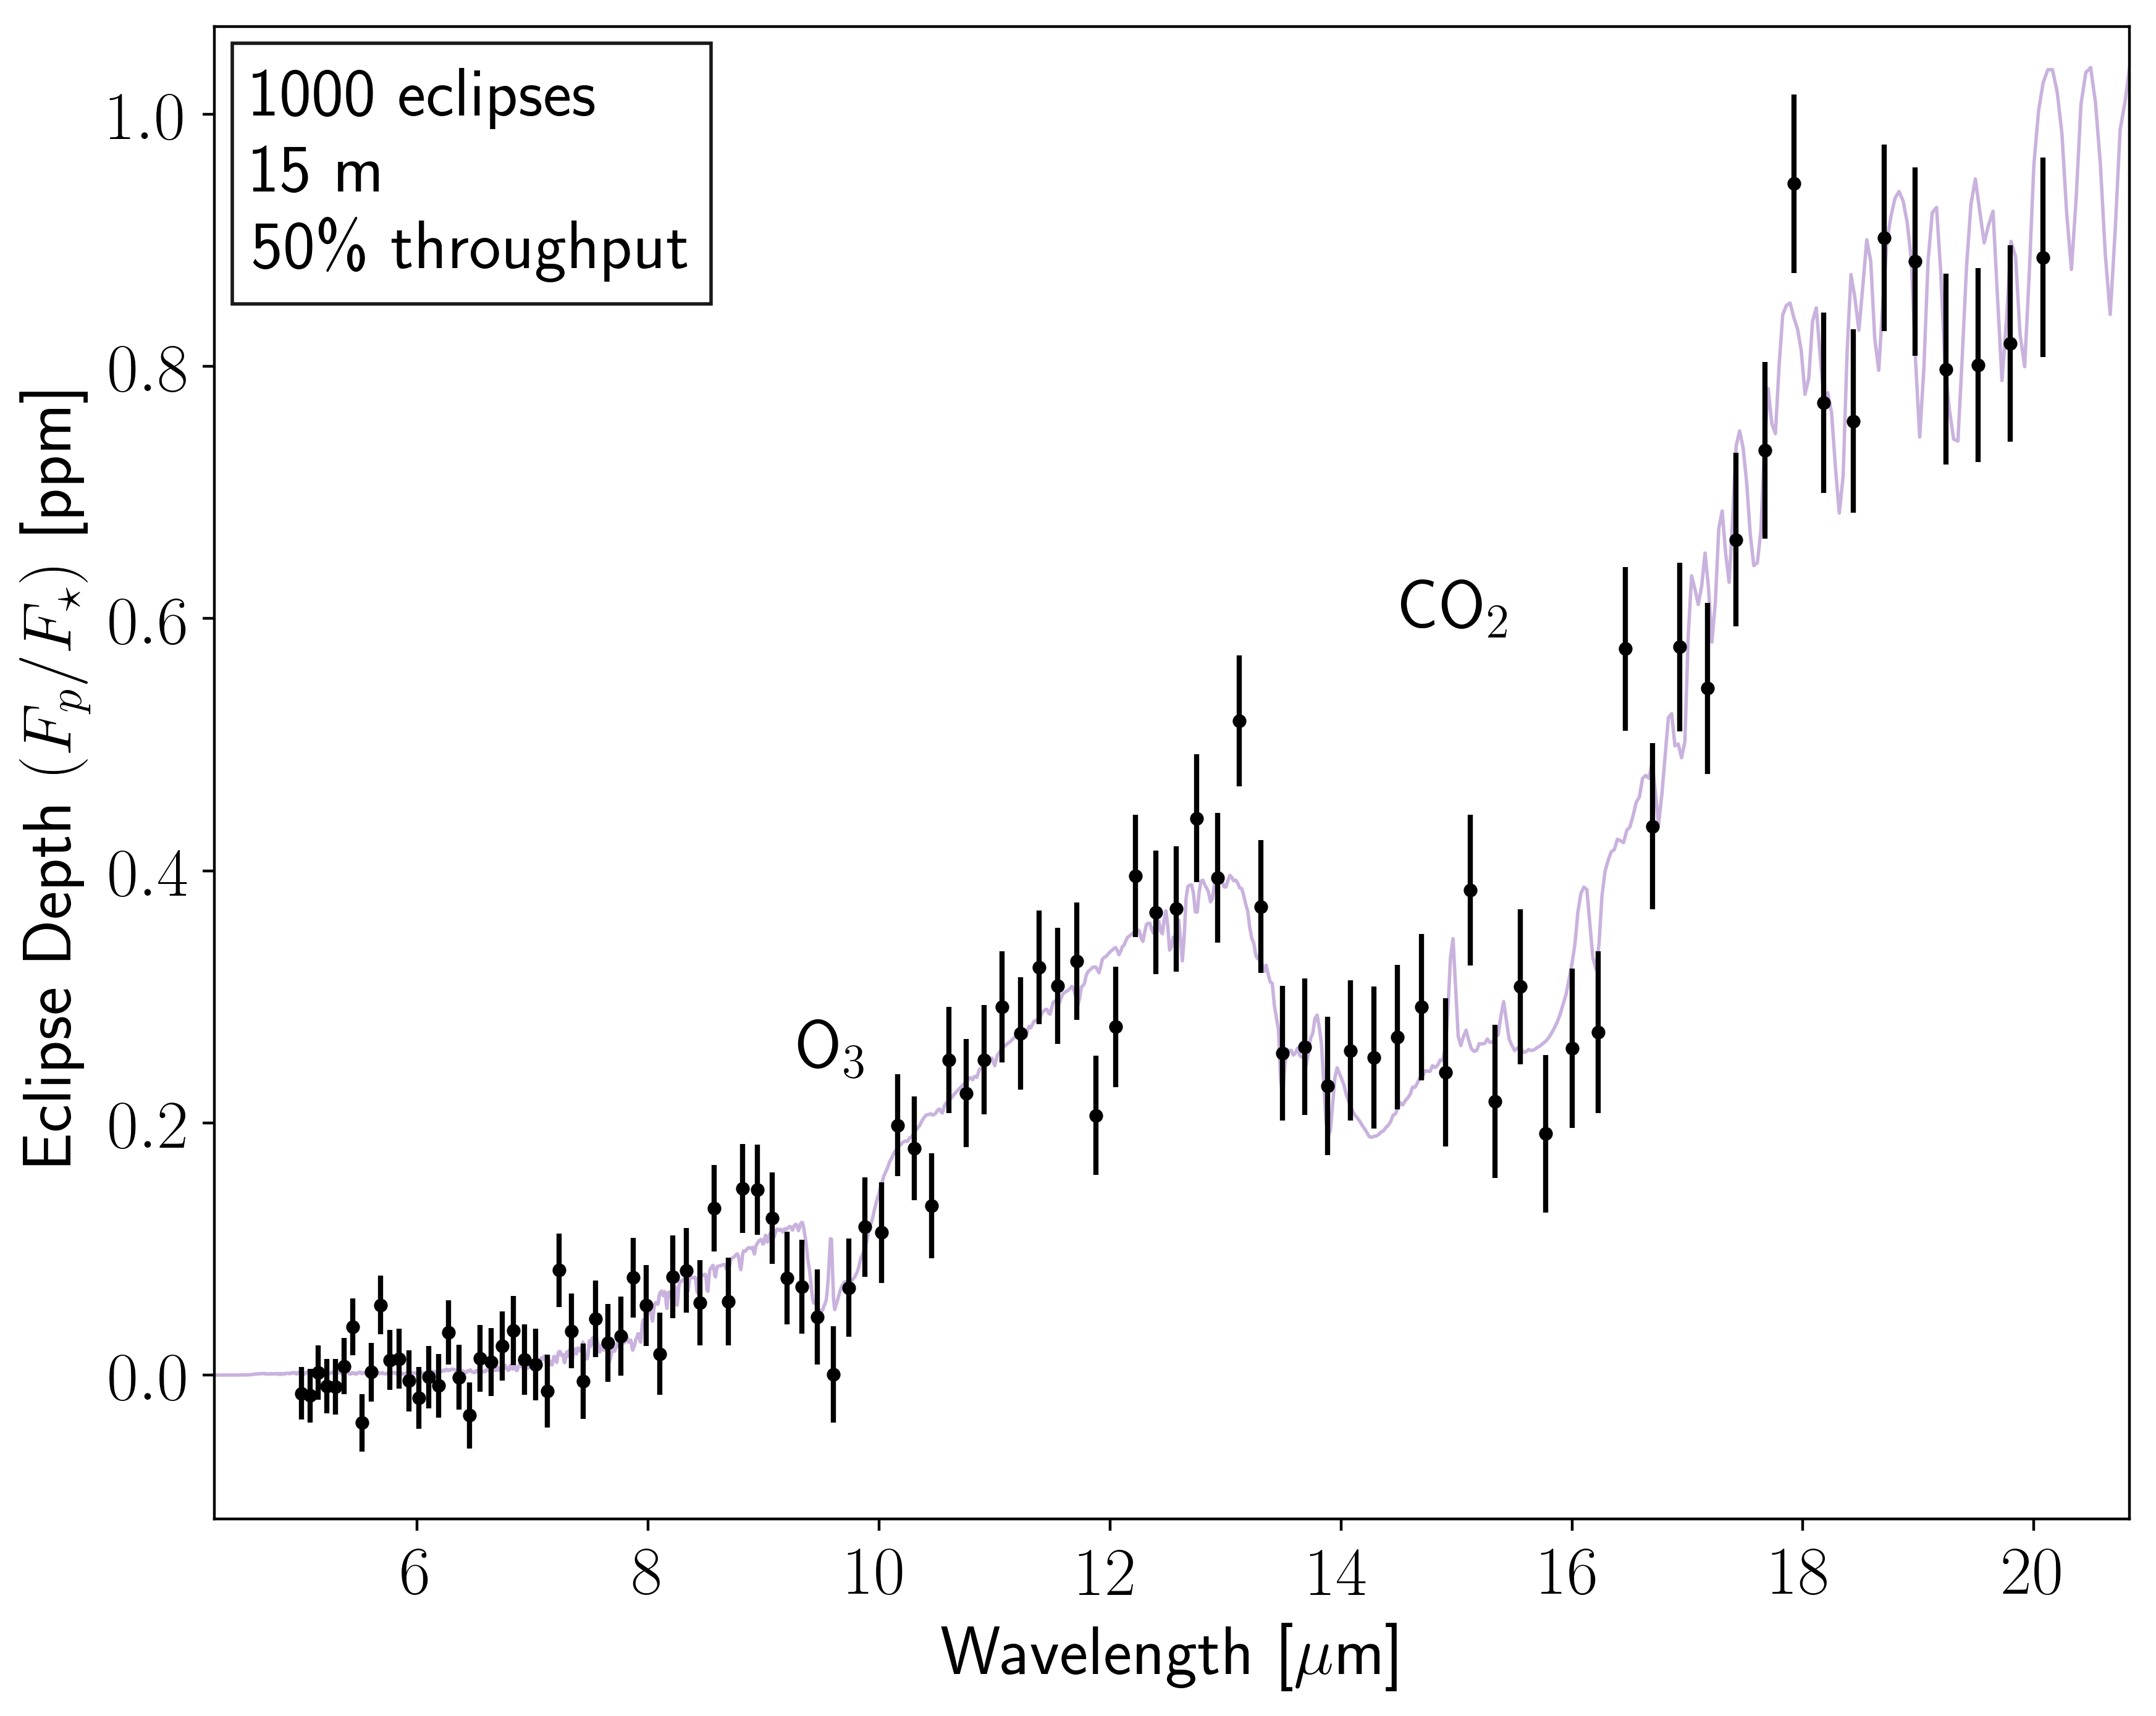 1000 eclipses
15 m
50% throughput
Eclipse Depth (F_p/F_⋆) [ppm]
1.0
0.8
0.6
0.4
0.2
0.0
CO₂
O₃
6 8 10 12 14 16 18 20
Wavelength [μm]